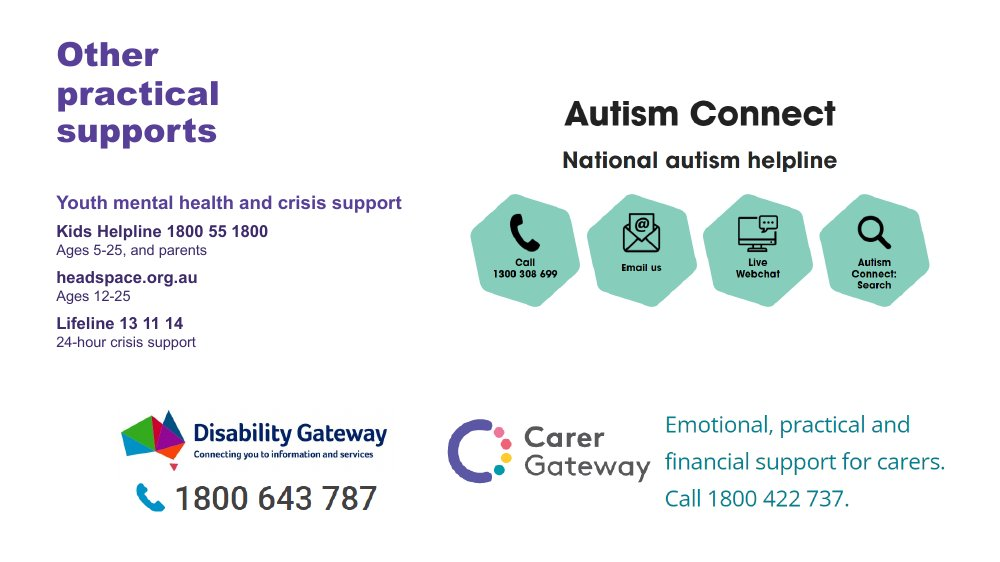 Other
practical
supports
Youth mental health and crisis support
Kids Helpline 1800 55 1800
Ages 5-25, and parents
headspace.org.au
Ages 12-25
Lifeline 13 11 14
24-hour crisis support
Autism Connect
National autism helpline
Call
1300 308 699
@
Email us
Live
Webchat
Autism
Connect:
Search
Disability Gateway
Connecting you to information and services
1800 643 787
Carer
Gateway
Emotional, practical and
financial support for carers.
Call 1800 422 737.